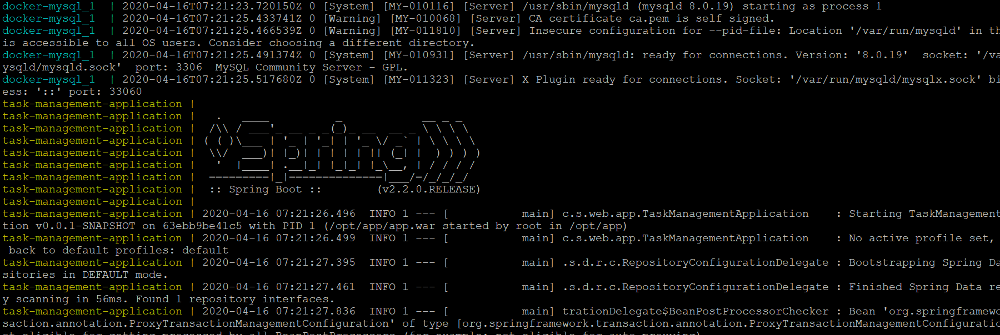 docker-mysql_1  | 2020-04-16T07:21:23.720150Z 0 [System] [MY-010116] [Server] /usr/sbin/mysqld (mysqld 8.0.19) starting as process 1
docker-mysql_1  | 2020-04-16T07:21:25.433741Z 0 [Warning] [MY-010068] [Server] CA certificate ca.pem is self signed.
docker-mysql_1  | 2020-04-16T07:21:25.466539Z 0 [Warning] [MY-011810] [Server] Insecure configuration for --pid-file: Location '/var/run/mysqld' in th
is accessible to all OS users. Consider choosing a different directory.
docker-mysql_1  | 2020-04-16T07:21:25.491374Z 0 [System] [MY-010931] [Server] /usr/sbin/mysqld: ready for connections. Version: '8.0.19'  socket: '/va
ysqld/mysqld.sock'  port: 3306  MySQL Community Server - GPL.
docker-mysql_1  | 2020-04-16T07:21:25.517680Z 0 [System] [MY-011323] [Server] X Plugin ready for connections. Socket: '/var/run/mysqld/mysqlx.sock' bi
ess: '::' port: 33060
task-management-application |
task-management-application |   .   ____          _            __ _ _
task-management-application |  /\\ / ___'_ __ _ _(_)_ __  __ _ \ \ \ \
task-management-application | ( ( )\___ | '_ | '_| | '_ \/ _` | \ \ \ \
task-management-application |  \\/  ___)| |_)| | | | | || (_| |  ) ) ) )
task-management-application |   '  |____| .__|_| |_|_| |_\__, | / / / /
task-management-application |  =========|_|==============|___/=/_/_/_/
task-management-application |  :: Spring Boot ::        (v2.2.0.RELEASE)
task-management-application |
task-management-application | 2020-04-16 07:21:26.496  INFO 1 --- [           main] c.s.web.app.TaskManagementApplication    : Starting TaskManagement
tion v0.0.1-SNAPSHOT on 63ebb9be41c5 with PID 1 (/opt/app/app.war started by root in /opt/app)
task-management-application | 2020-04-16 07:21:26.499  INFO 1 --- [           main] c.s.web.app.TaskManagementApplication    : No active profile set,
 back to default profiles: default
task-management-application | 2020-04-16 07:21:27.395  INFO 1 --- [           main] .s.d.r.c.RepositoryConfigurationDelegate : Bootstrapping Spring Da
sitories in DEFAULT mode.
task-management-application | 2020-04-16 07:21:27.461  INFO 1 --- [           main] .s.d.r.c.RepositoryConfigurationDelegate : Finished Spring Data re
y scanning in 56ms. Found 1 repository interfaces.
task-management-application | 2020-04-16 07:21:27.836  INFO 1 --- [           main] trationDelegate$BeanPostProcessorChecker : Bean 'org.springframewo
saction.annotation.ProxyTransactionManagementConfiguration' of type [org.springframework.transaction.annotation.ProxyTransactionManagementConfiguratio
ot eligible for getting processed by all BeanPostProcessors (for example: not eligible for auto-proxying)